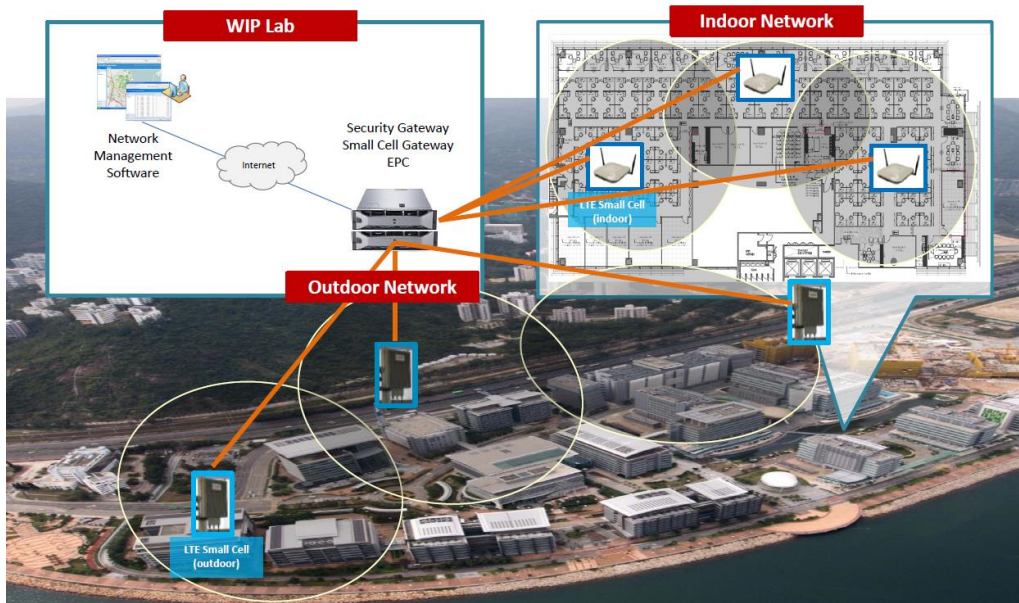 WIP Lab
Network
Management
Software
Internet
Security Gateway
Small Cell Gateway
EPC
Indoor Network
LTE Small Cell
(indoor)
Outdoor Network
LTE Small Cell
(outdoor)